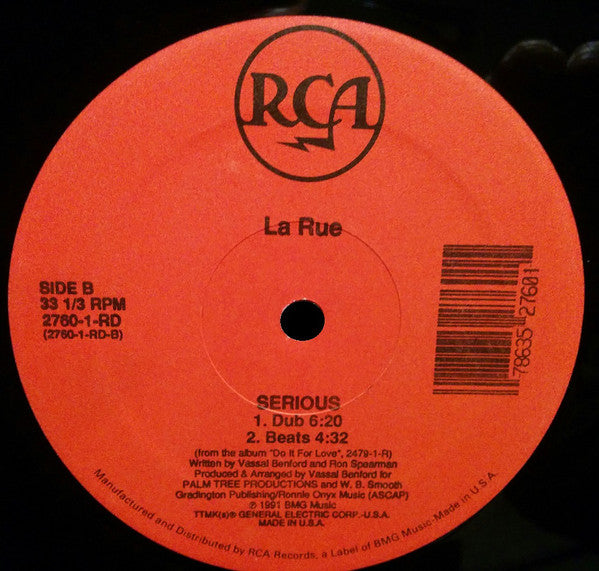 RCA
La Rue
SIDE B
33 1/3 RPM
2760-1-RD
(2760-1-RD-B)
78635 27601
SERIOUS
1. Dub 6:20
2. Beats 4:32
(from the album "Do It For Love", 2479-1-R)
Written by Vassal Benford and Ron Spearman
Produced & Arranged by Vassal Benford for
PALM TREE PRODUCTIONS and W. B. Smooth
Gradington Publishing/Ronnie Onyx Music (ASCAP)
℗ 1991 BMG Music
TTMK(s)® GENERAL ELECTRIC CORP.-U.S.A.
MADE IN U.S.A.
Manufactured and Distributed by RCA Records, a Label of BMG Music-Made in U.S.A.